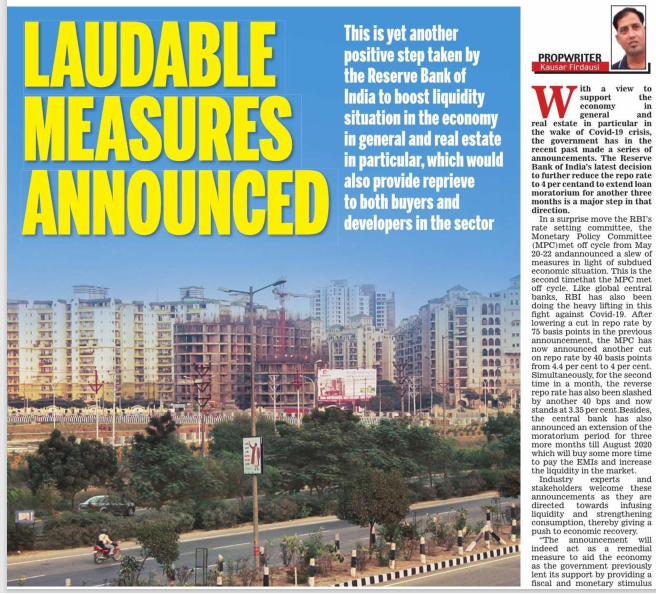 LAUDABLE
MEASURES
ANNOUNCED
This is yet another
positive step taken by
the Reserve Bank of
India to boost liquidity
situation in the economy
in general and real estate
in particular, which would
also provide reprieve
to both buyers and
developers in the sector
PROPWRITER
Kausar Firdausi
With a view to
support the
economy in
general and
real estate in particular in
the wake of Covid-19 crisis,
the government has in the
recent past made a series of
announcements. The Reserve
Bank of India's latest decision
to further reduce the repo rate
to 4 per centand to extend loan
moratorium for another three
months is a major step in that
direction.
In a surprise move the RBI's
rate setting committee, the
Monetary Policy Committee
(MPC)met off cycle from May
20-22 andannounced a slew of
measures in light of subdued
economic situation. This is the
second timethat the MPC met
off cycle. Like global central
banks, RBI has also been
doing the heavy lifting in this
fight against Covid-19. After
lowering a cut in repo rate by
75 basis points in the previous
announcement, the MPC has
now announced another cut
on repo rate by 40 basis points
from 4.4 per cent to 4 per cent.
Simultaneously, for the second
time in a month, the reverse
repo rate has also been slashed
by another 40 bps and now
stands at 3.35 per cent.Besides,
the central bank has also
announced an extension of the
moratorium period for three
more months till August 2020
which will buy some more time
to pay the EMIs and increase
the liquidity in the market.
Industry experts and
stakeholders welcome these
announcements as they are
directed towards infusing
liquidity and strengthening
consumption, thereby giving a
push to economic recovery.
"The announcement will
indeed act as a remedial
measure to aid the economy
as the government previously
lent its support by providing a
fiscal and monetary stimulus